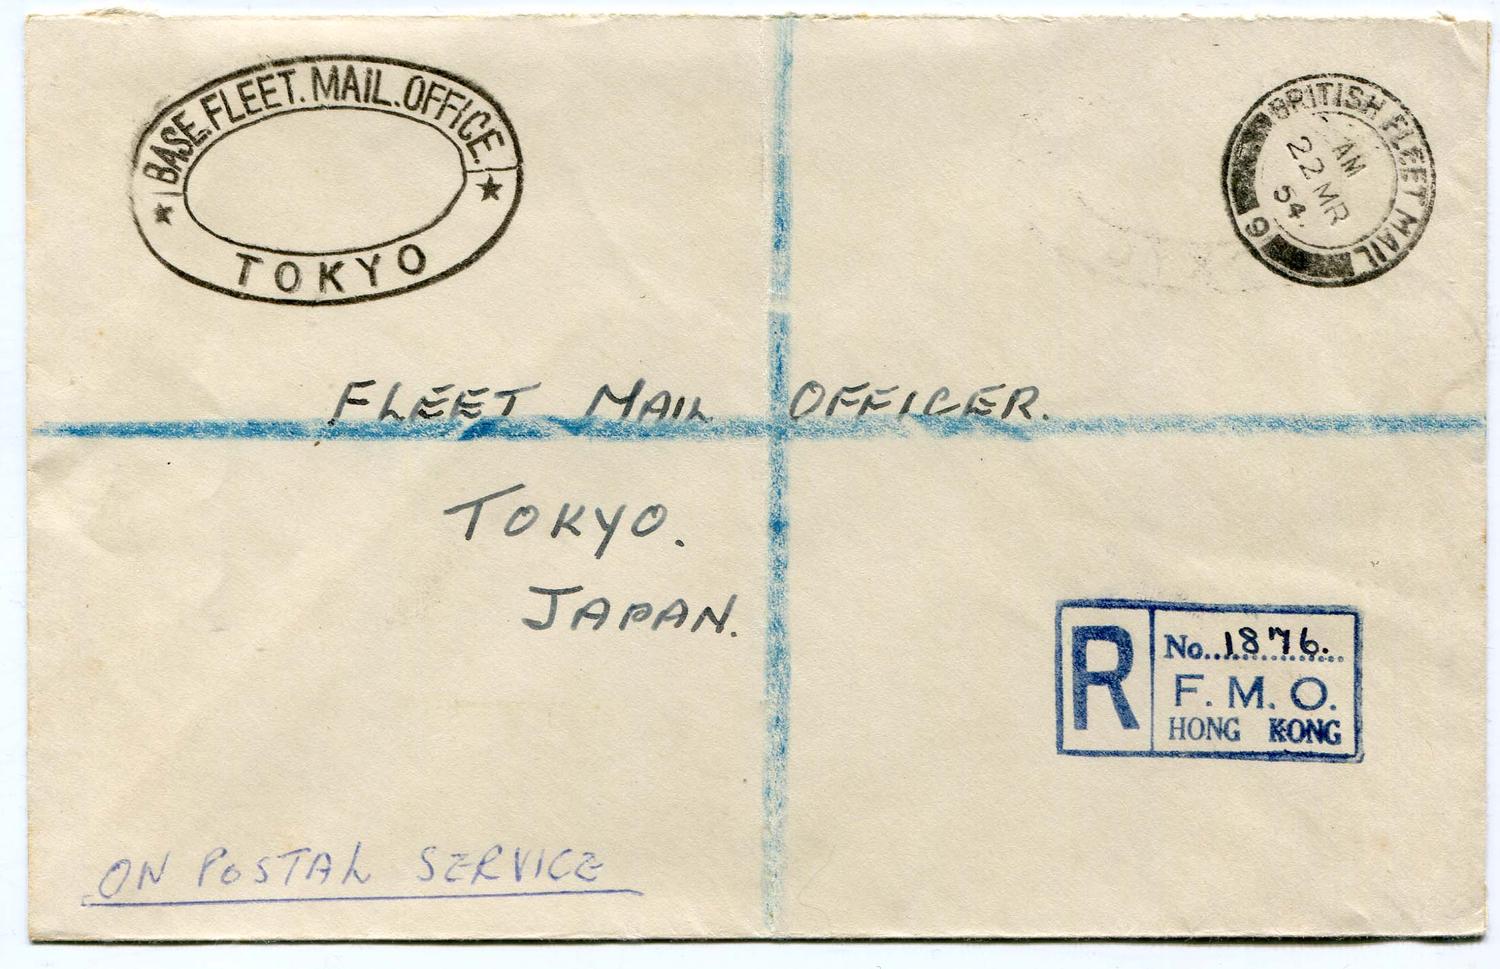 BASE.FLEET.MAIL.OFFICE.
TOKYO
BRITISH FLEET MAIL
6
AM
22 MR
54
FLEET MAIL OFFICER.
TOKYO.
JAPAN.
R
No. 1876.
F. M. O.
HONG KONG
ON POSTAL SERVICE